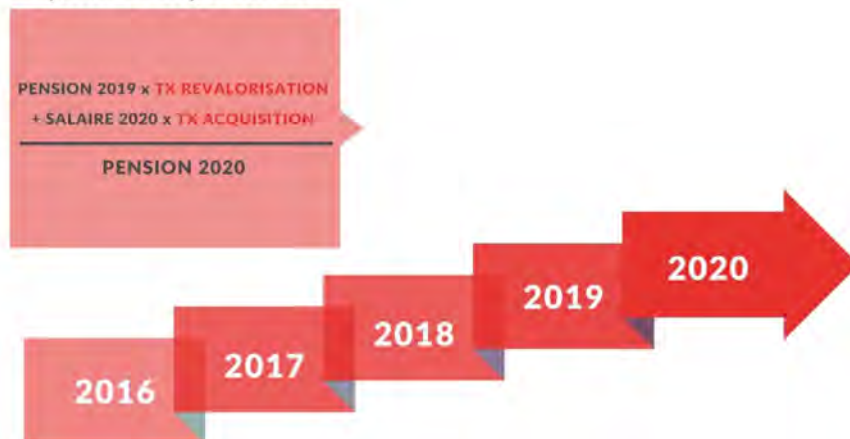 PENSION 2019 x TX REVALORISATION
+ SALAIRE 2020 x TX ACQUISITION
PENSION 2020
2016
2017
2018
2019
2020